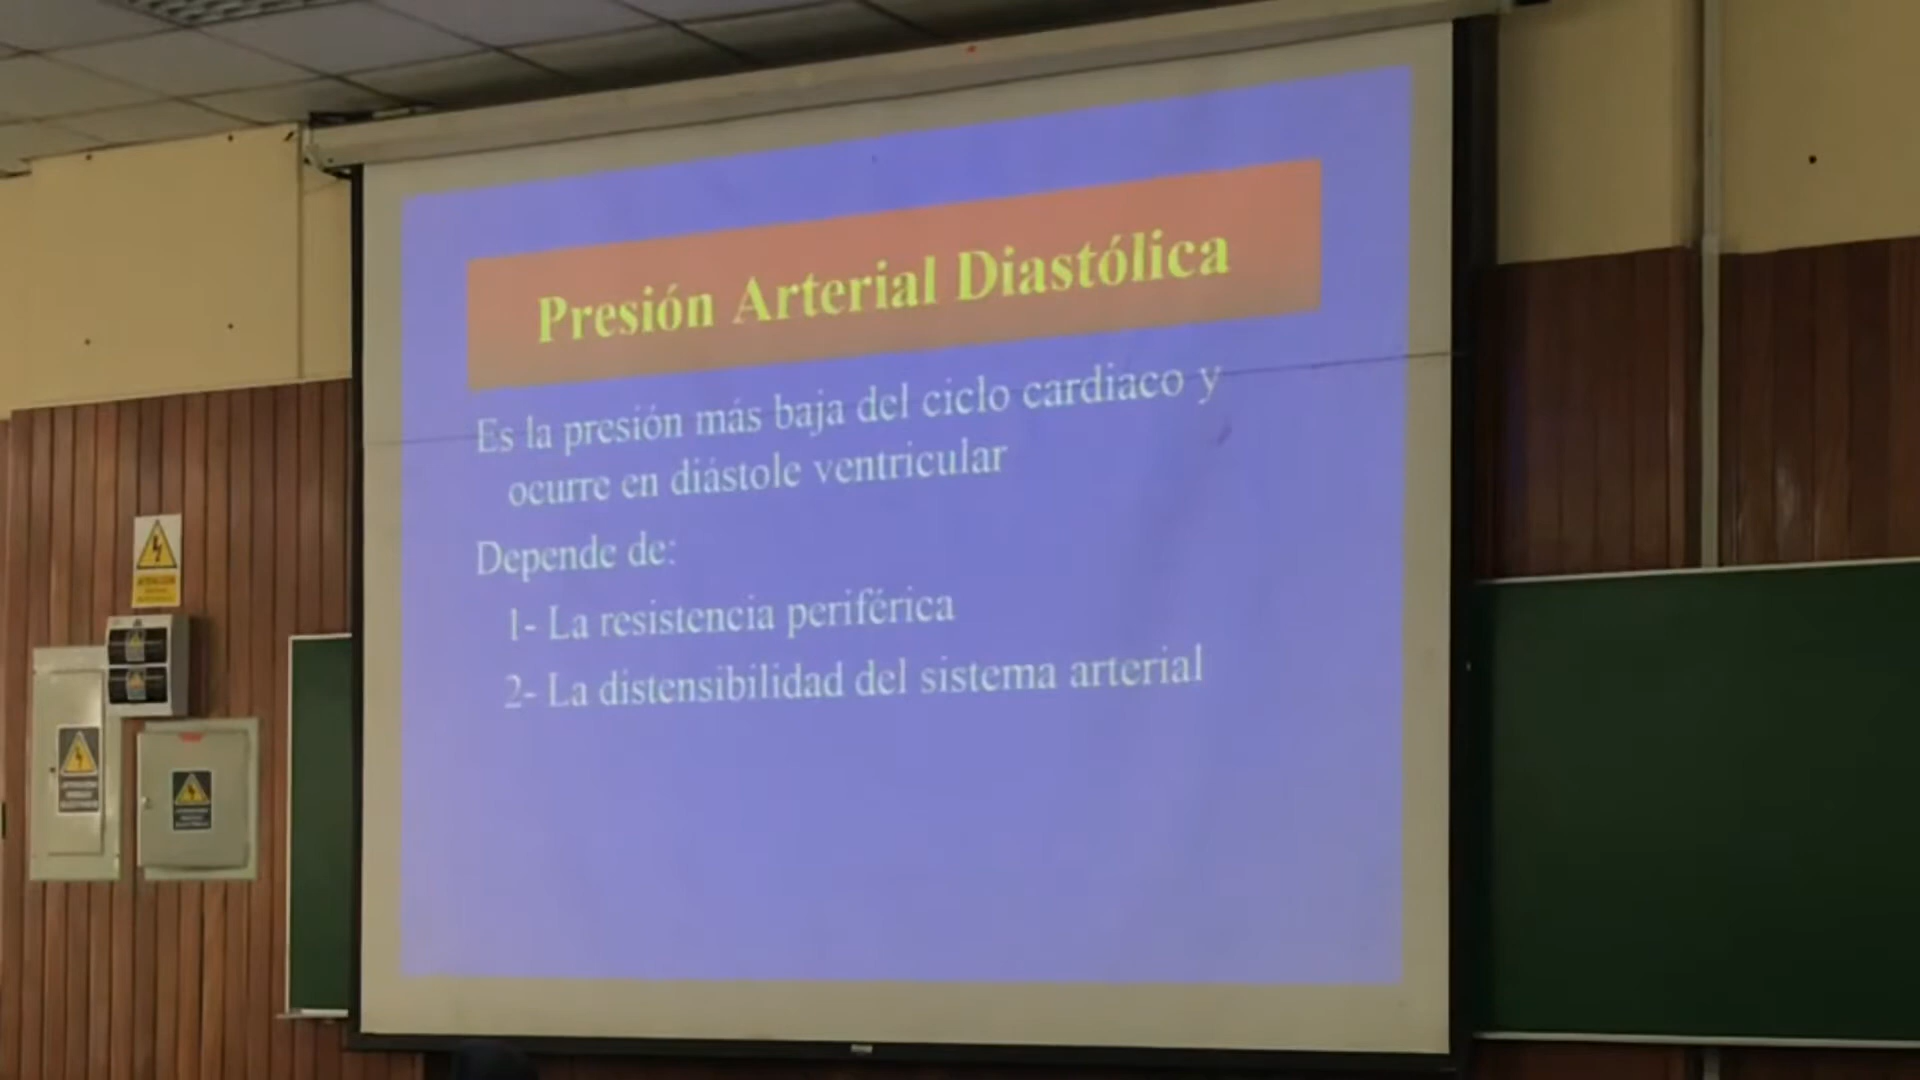 Presión Arterial Diastólica
Es la presión más baja del ciclo cardiaco y
ocurre en diástole ventricular
Depende de:
1- La resistencia periférica
2- La distensibilidad del sistema arterial